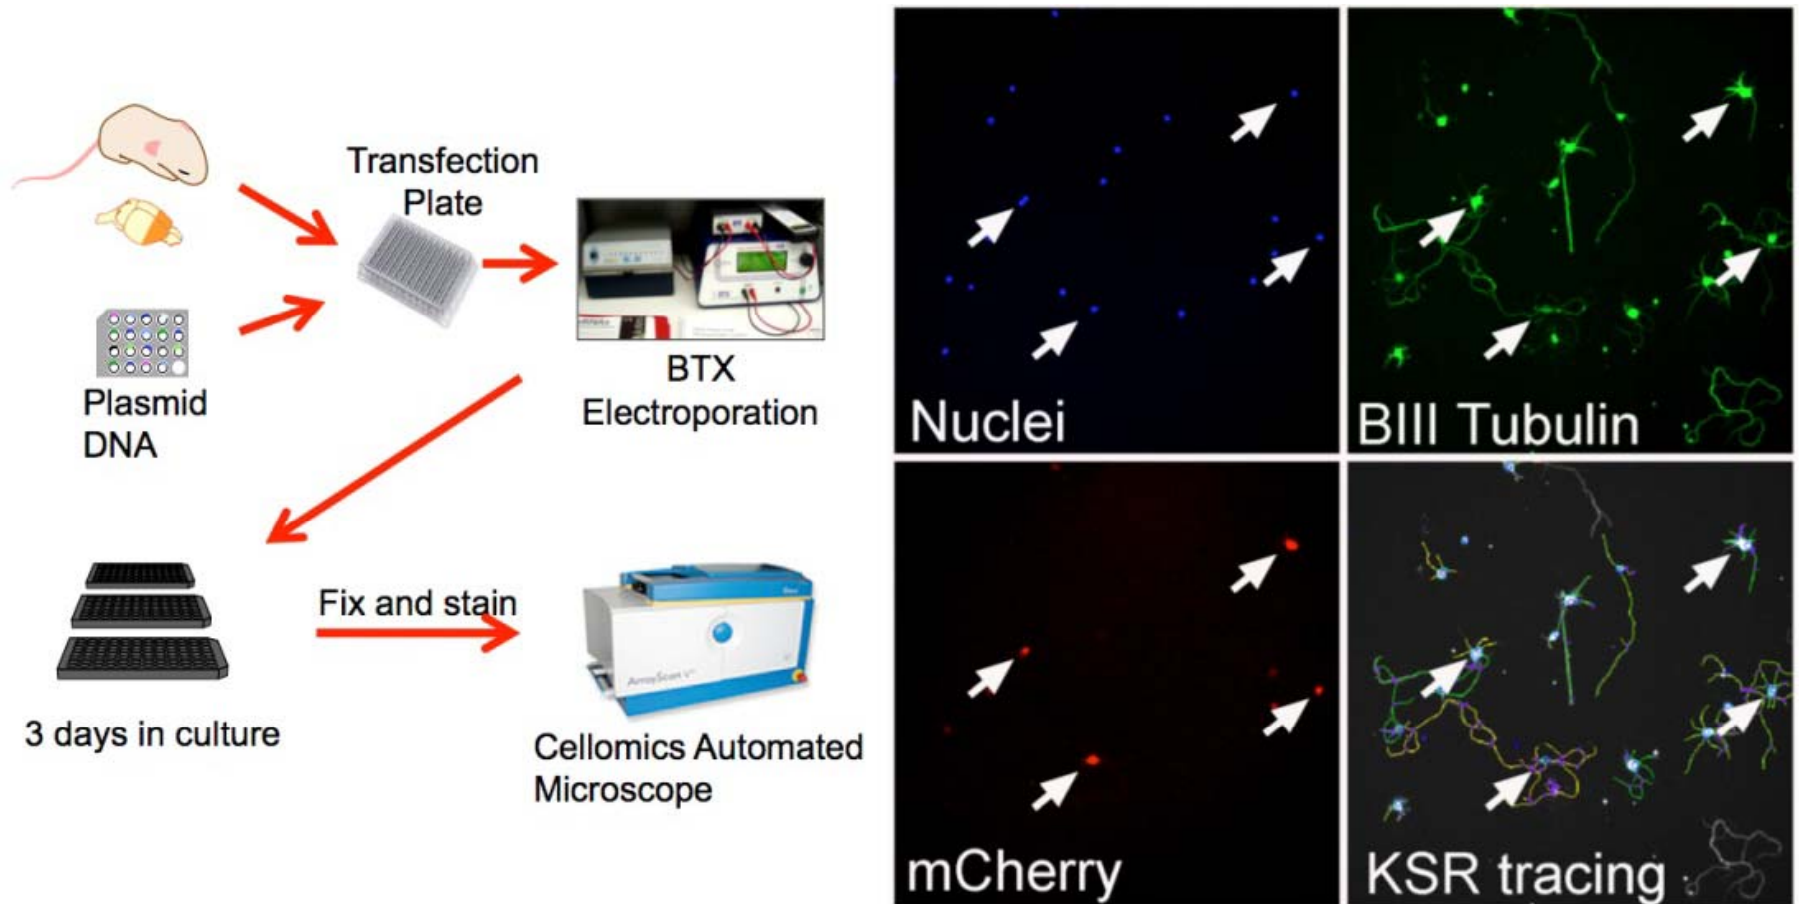 Transfection
Plate
Plasmid
DNA
BTX
Electroporation
3 days in culture
Fix and stain
ArrayScan V
Cellomics Automated
Microscope
Nuclei
BIII Tubulin
mCherry
KSR tracing